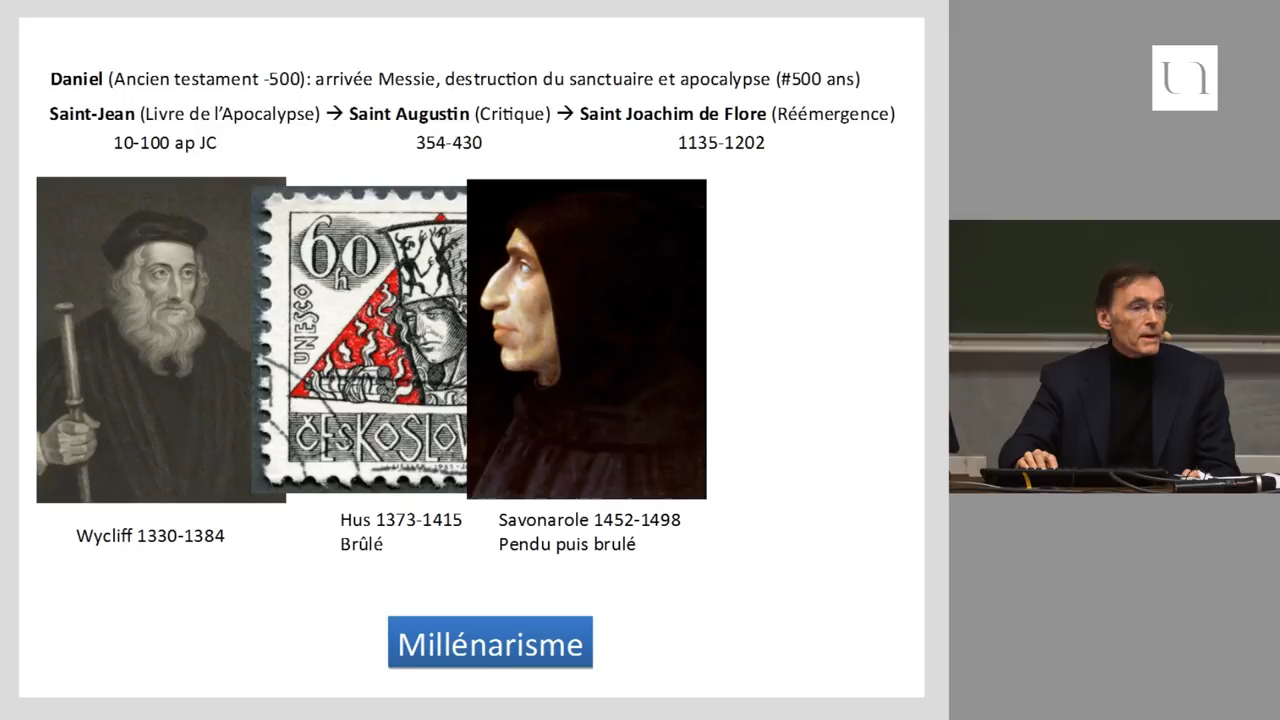 Daniel (Ancien testament -500): arrivée Messie, destruction du sanctuaire et apocalypse (#500 ans)
Saint-Jean (Livre de l'Apocalypse) → Saint Augustin (Critique) → Saint Joachim de Flore (Réémergence)
10-100 ap JC 354-430 1135-1202
60
h
UNESCO
ČESKOSLOV
Wycliff 1330-1384
Hus 1373-1415
Brûlé
Savonarole 1452-1498
Pendu puis brulé
Millénarisme